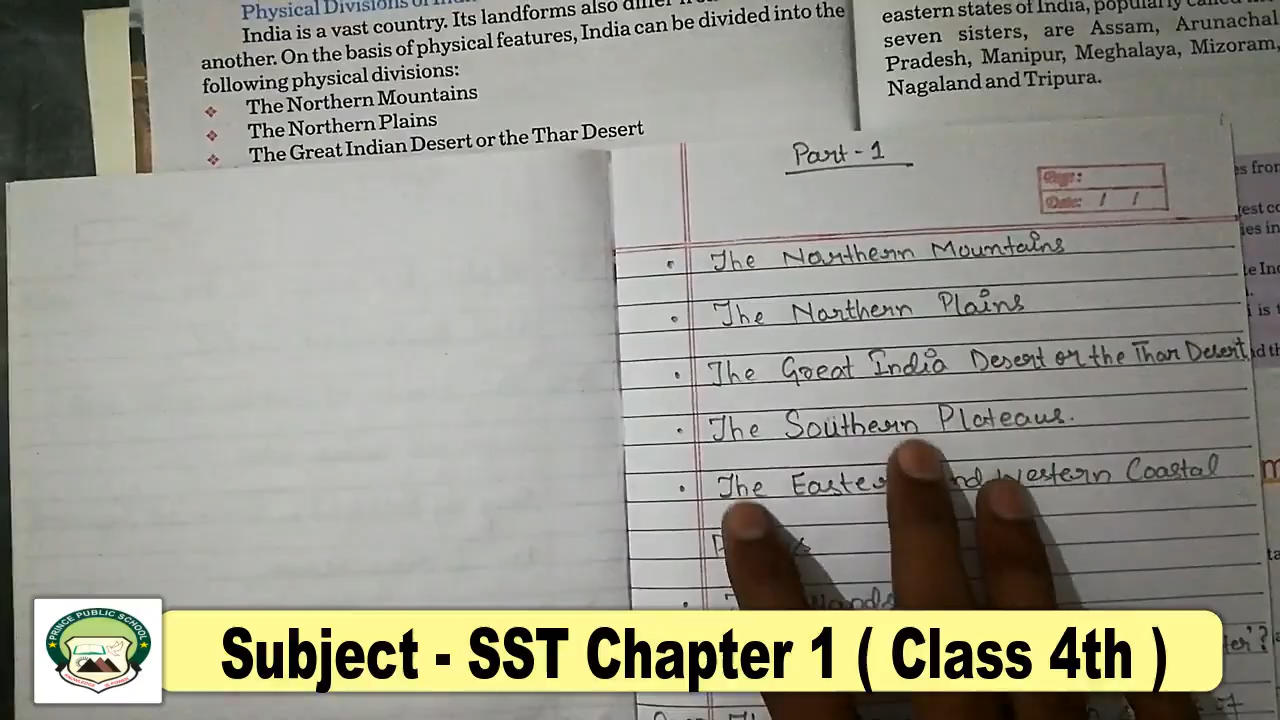 Physical Divisions of
India is a vast country. Its landforms also differ
another. On the basis of physical features, India can be divided into the
following physical divisions:
❖ The Northern Mountains
❖ The Northern Plains
❖ The Great Indian Desert or the Thar Desert
eastern states of India, popularly called
seven sisters, are Assam, Arunachal
Pradesh, Manipur, Meghalaya, Mizoram,
Nagaland and Tripura.
Part - 1
Page:
Date: / /
• The Northern Mountains
• The Northern Plains
• The Great India Desert or the Thar Desert
• The Southern Plateaus.
• The Eastern and Western Coastal
PRINCE PUBLIC SCHOOL
Subject - SST Chapter 1 ( Class 4th )